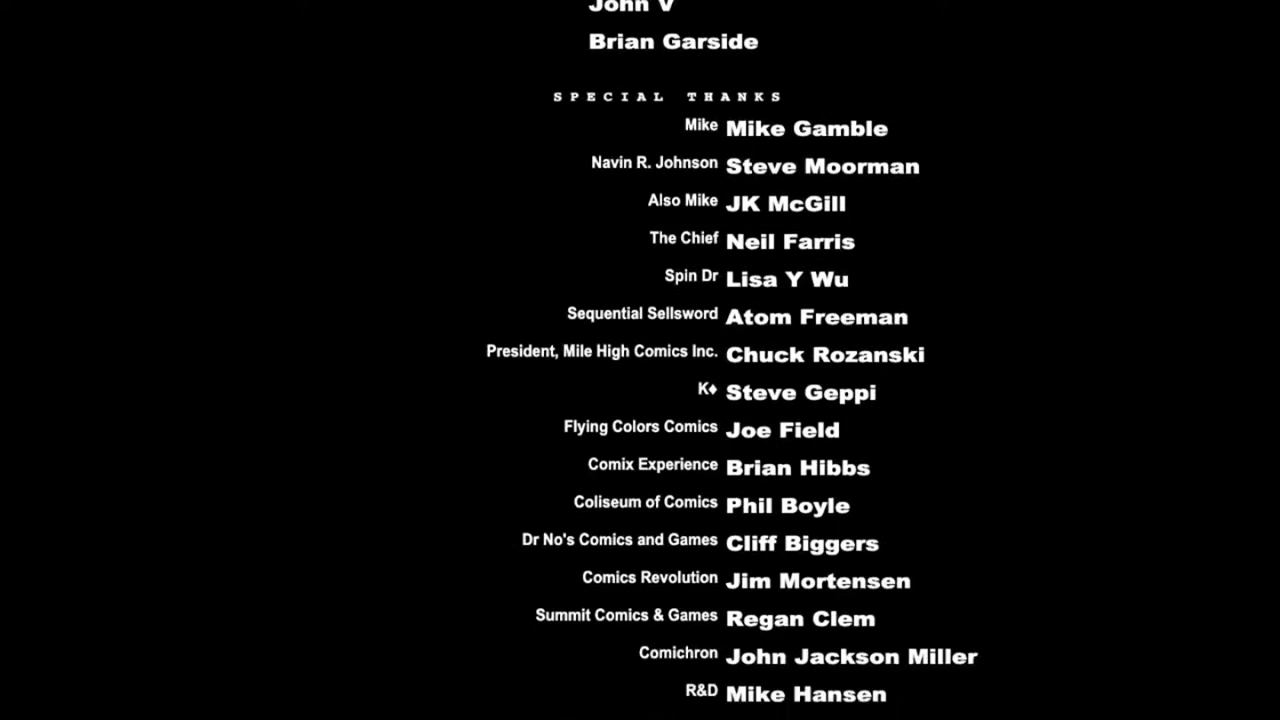 John V
Brian Garside
SPECIAL THANKS
Mike Mike Gamble
Navin R. Johnson Steve Moorman
Also Mike JK McGill
The Chief Neil Farris
Spin Dr Lisa Y Wu
Sequential Sellsword Atom Freeman
President, Mile High Comics Inc. Chuck Rozanski
K♦ Steve Geppi
Flying Colors Comics Joe Field
Comix Experience Brian Hibbs
Coliseum of Comics Phil Boyle
Dr No's Comics and Games Cliff Biggers
Comics Revolution Jim Mortensen
Summit Comics & Games Regan Clem
Comichron John Jackson Miller
R&D Mike Hansen